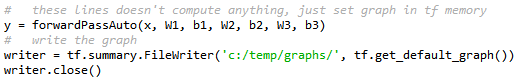 #   these lines doesn't compute anything, just set graph in tf memory
y = forwardPassAuto(x, W1, b1, W2, b2, W3, b3)
#   write the graph
writer = tf.summary.FileWriter('c:/temp/graphs/', tf.get_default_graph())
writer.close()